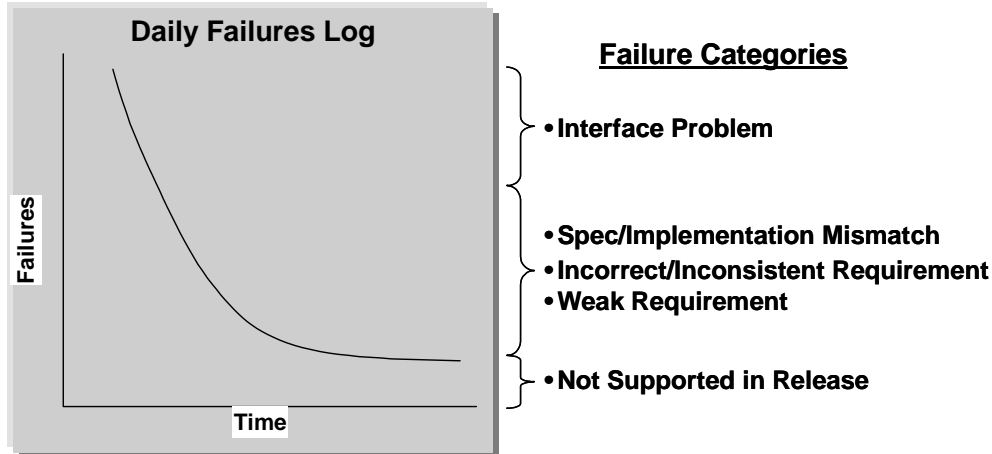 Daily Failures Log
Failures
Time
Failure Categories
•Interface Problem
•Spec/Implementation Mismatch
•Incorrect/Inconsistent Requirement
•Weak Requirement
•Not Supported in Release